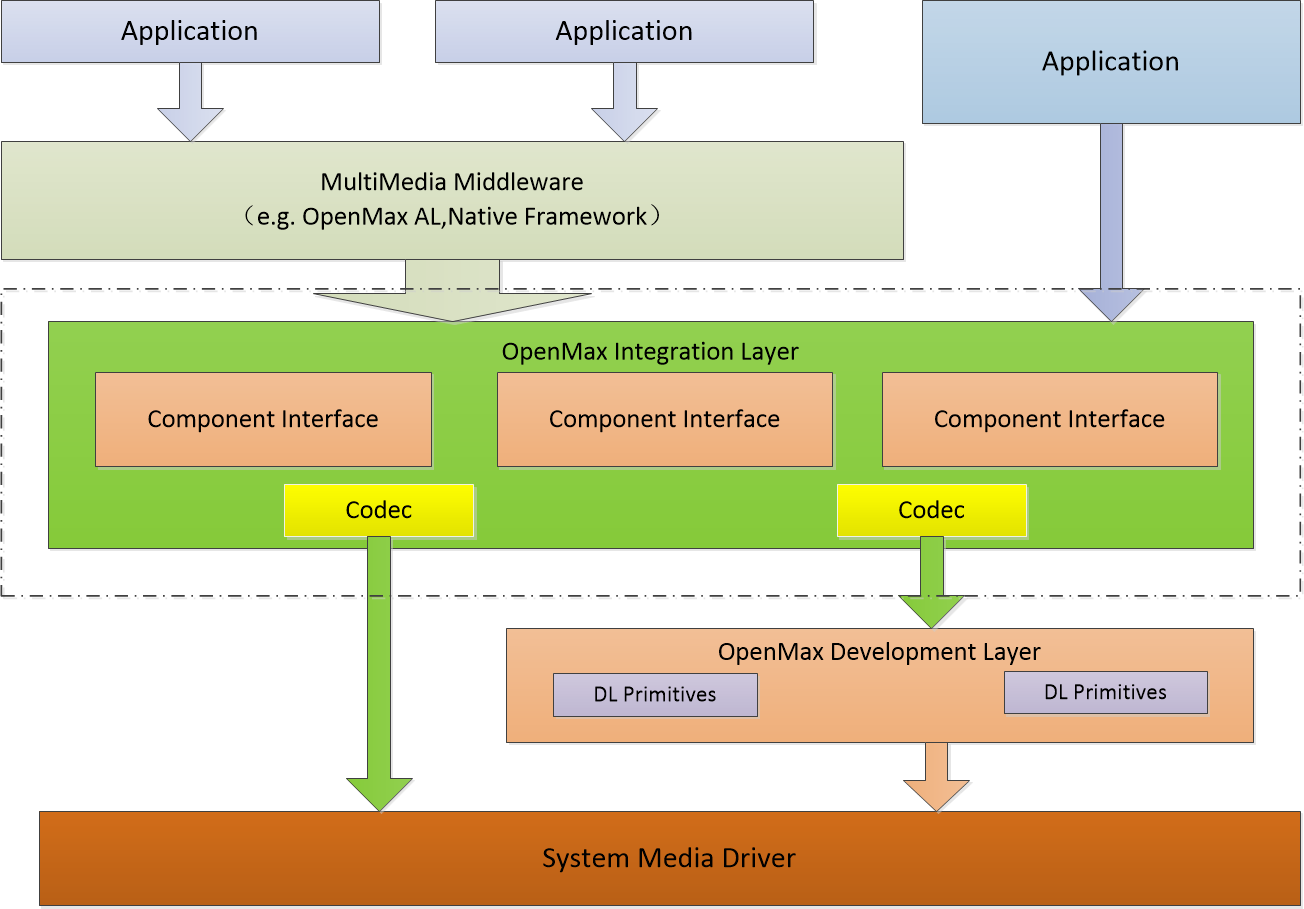 Application
Application
Application
MultiMedia Middleware
（e.g. OpenMax AL,Native Framework）
OpenMax Integration Layer
Component Interface
Component Interface
Component Interface
Codec
Codec
OpenMax Development Layer
DL Primitives
DL Primitives
System Media Driver